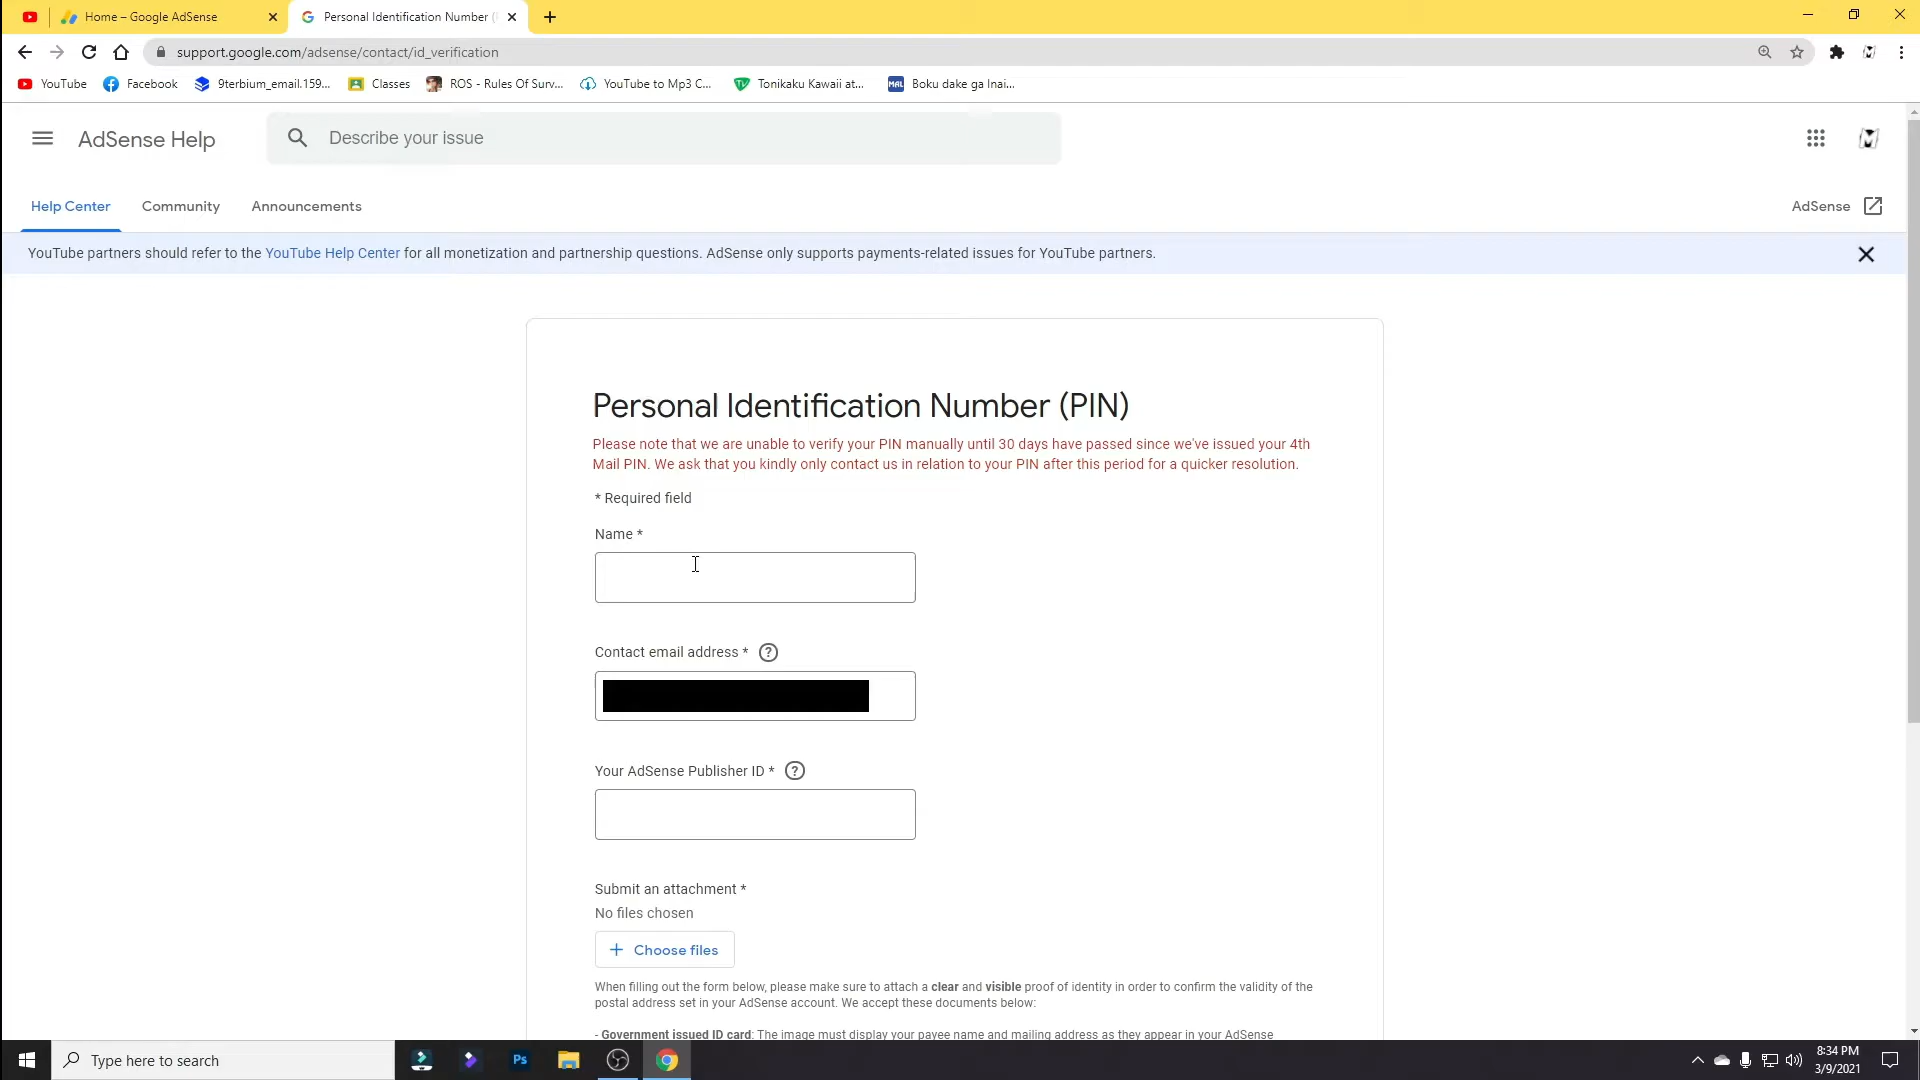 Home – Google AdSense
Personal Identification Number (
support.google.com/adsense/contact/id_verification
YouTube
Facebook
9terbium_email.159...
Classes
ROS - Rules Of Surv...
YouTube to Mp3 C...
Tonikaku Kawaii at...
MAL
Boku dake ga Inai...
AdSense Help
Describe your issue
Help Center
Community
Announcements
AdSense
YouTube partners should refer to the YouTube Help Center for all monetization and partnership questions. AdSense only supports payments-related issues for YouTube partners.
Personal Identification Number (PIN)
Please note that we are unable to verify your PIN manually until 30 days have passed since we've issued your 4th
Mail PIN. We ask that you kindly only contact us in relation to your PIN after this period for a quicker resolution.
* Required field
Name *
Contact email address *
Your AdSense Publisher ID *
Submit an attachment *
No files chosen
+ Choose files
When filling out the form below, please make sure to attach a clear and visible proof of identity in order to confirm the validity of the
postal address set in your AdSense account. We accept these documents below:
- Government issued ID card: The image must display your payee name and mailing address as they appear in your AdSense
Type here to search
Ps
8:34 PM
3/9/2021